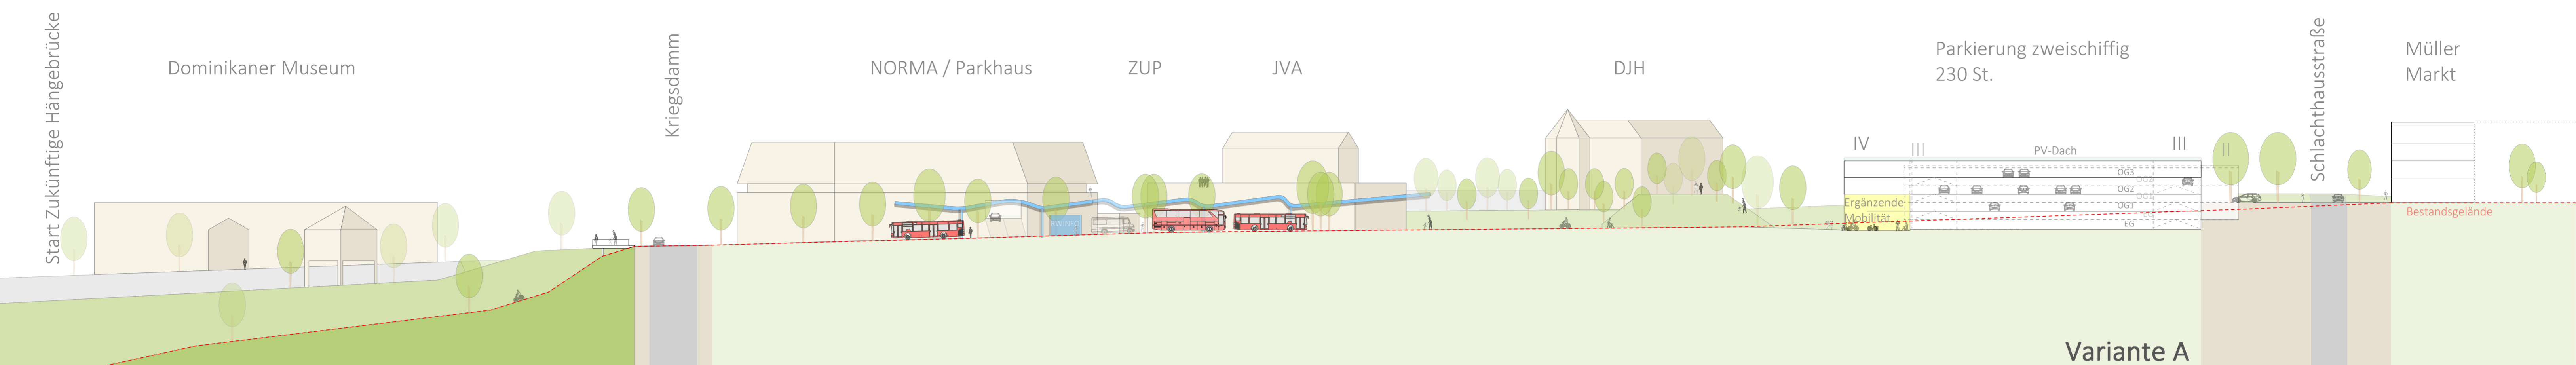 Start Zukünftige Hängebrücke
Dominikaner Museum
Kriegsdamm
NORMA / Parkhaus
ZUP
JVA
DJH
Parkierung zweischiffig
230 St.
Schlachthausstraße
Müller
Markt
IV
III
PV-Dach
III
II
OG3
OG2
OG1
EG
Ergänzende
Mobilität
Bestandsgelände
Variante A